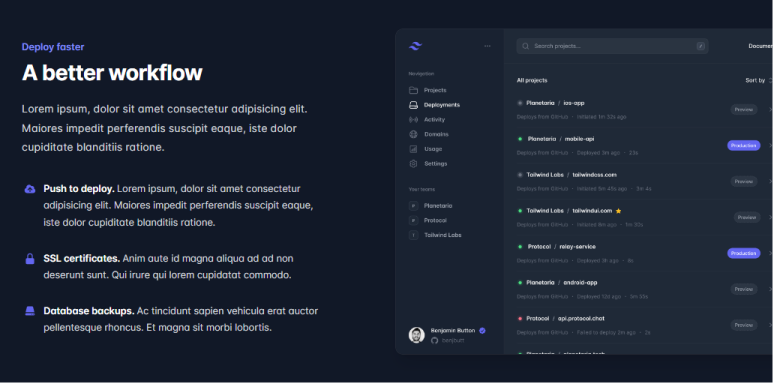 Deploy faster
A better workflow
Lorem ipsum, dolor sit amet consectetur adipisicing elit.
Maiores impedit perferendis suscipit eaque, iste dolor
cupiditate blanditiis ratione.
Push to deploy. Lorem ipsum, dolor sit amet consectetur
adipisicing elit. Maiores impedit perferendis suscipit eaque,
iste dolor cupiditate blanditiis ratione.
SSL certificates. Anim aute id magna aliqua ad ad non
deserunt sunt. Qui irure qui lorem cupidatat commodo.
Database backups. Ac tincidunt sapien vehicula erat auctor
pellentesque rhoncus. Et magna sit morbi lobortis.
Navigation
Projects
Deployments
Activity
Domains
Usage
Settings
Your teams
P Planetaria
P Protocol
T Tailwind Labs
Benjamin Button
benjbutt
Search projects... /
Documen
All projects
Sort by
Planetaria / ios-app
Deploys from GitHub · Initiated 1m 32s ago
Preview
Planetaria / mobile-api
Deploys from GitHub · Deployed 3m ago · 23s
Production
Tailwind Labs / tailwindcss.com
Deploys from GitHub · Initiated 5m 45s ago · 3m 4s
Preview
Tailwind Labs / tailwindui.com
Deploys from GitHub · Initiated 6m ago · 1m 32s
Preview
Protocol / relay-service
Deploys from GitHub · Deployed 3h ago
Production
Planetaria / android-app
Deploys from GitHub · Deployed 12d ago
Preview
Protocol / api.protocol.chat
Deploys from GitHub · Failed to deploy
Preview
Planetaria / planetaria.tech